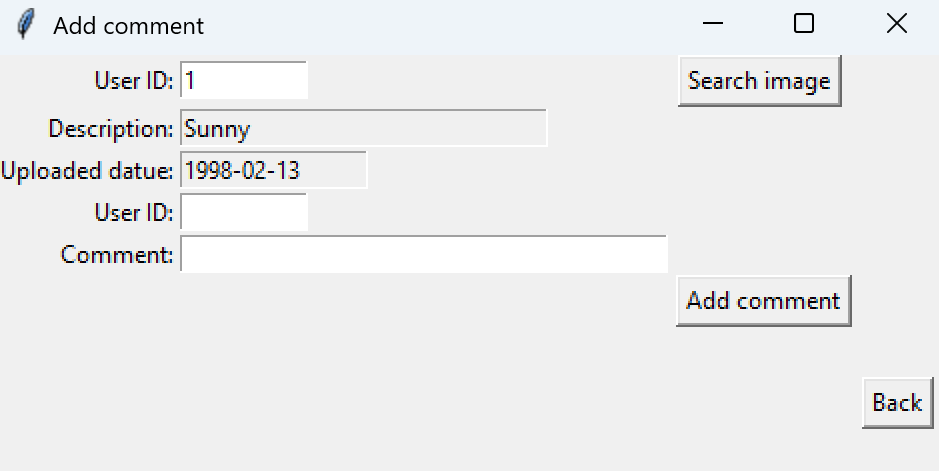 Add comment
User ID: 1 Search image
Description: Sunny
Uploaded datue: 1998-02-13
User ID:
Comment:
Add comment
Back